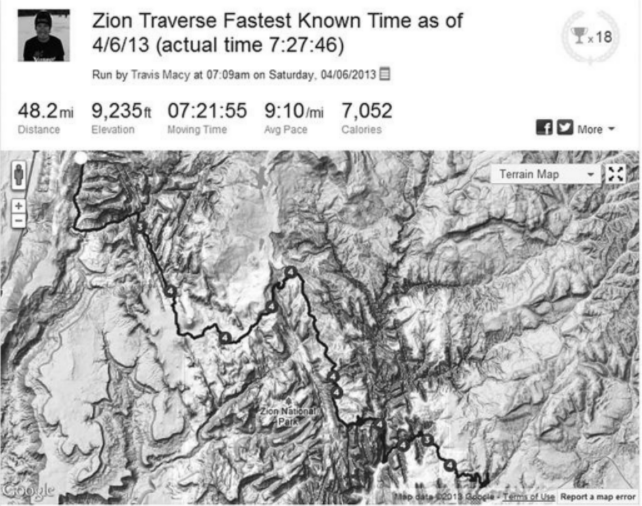 Zion Traverse Fastest Known Time as of
4/6/13 (actual time 7:27:46)
x 18
Run by Travis Macy at 07:09am on Saturday, 04/06/2013
48.2mi 9,235ft 07:21:55 9:10/mi 7,052
Distance Elevation Moving Time Avg Pace Calories
More
Terrain Map
+
−
Zion National
Park
Google
Map data ©2013 Google - Terms of Use Report a map error